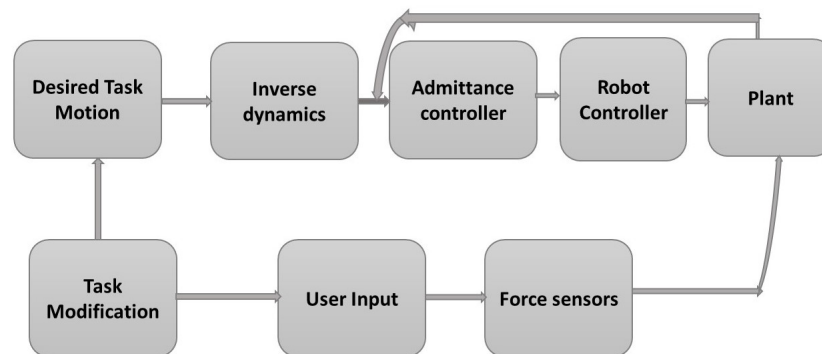 Desired Task
Motion
Inverse
dynamics
Admittance
controller
Robot
Controller
Plant
Task
Modification
User Input
Force sensors